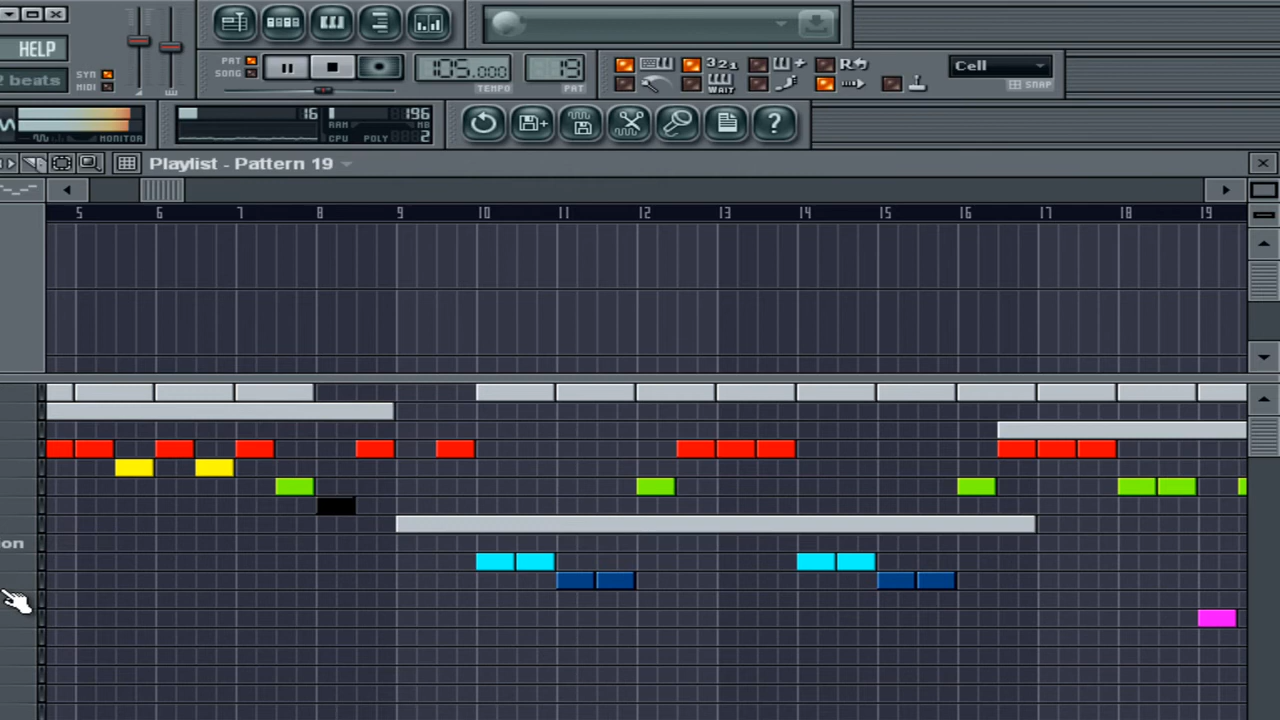 HELP
2 beats
SYN
MIDI
PAT
SONG
105.000
TEMPO
19
PAT
321
WAIT
R
Cell
SNAP
MONITOR
16
196
RAM
MB
CPU
POLY
2
?
Playlist - Pattern 19
5 6 7 8 9 10 11 12 13 14 15 16 17 18 19
ion